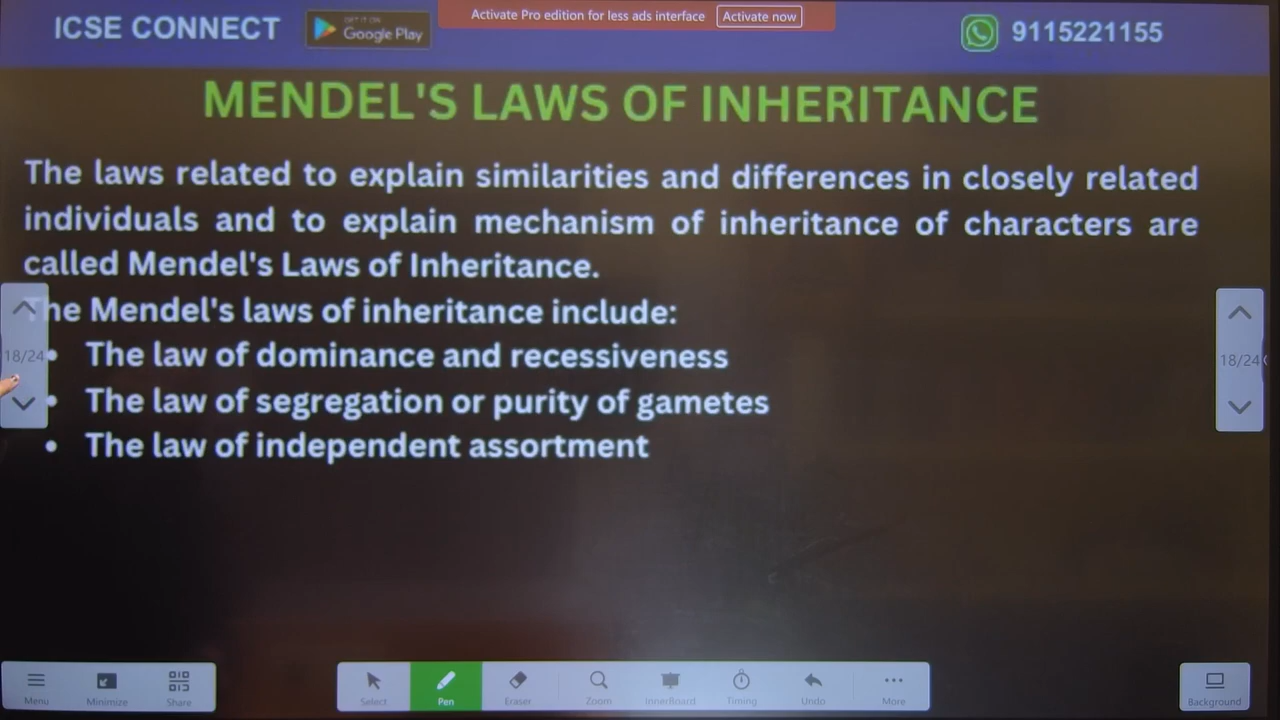 ICSE CONNECT
GET IT ON
Google Play
Activate Pro edition for less ads interface
Activate now
9115221155
MENDEL'S LAWS OF INHERITANCE
The laws related to explain similarities and differences in closely related
individuals and to explain mechanism of inheritance of characters are
called Mendel's Laws of Inheritance.
The Mendel's laws of inheritance include:
18/24
• The law of dominance and recessiveness
18/24
• The law of segregation or purity of gametes
• The law of independent assortment
Menu
Minimize
Share
Select
Pen
Eraser
Zoom
InnerBoard
Timing
Undo
More
Background